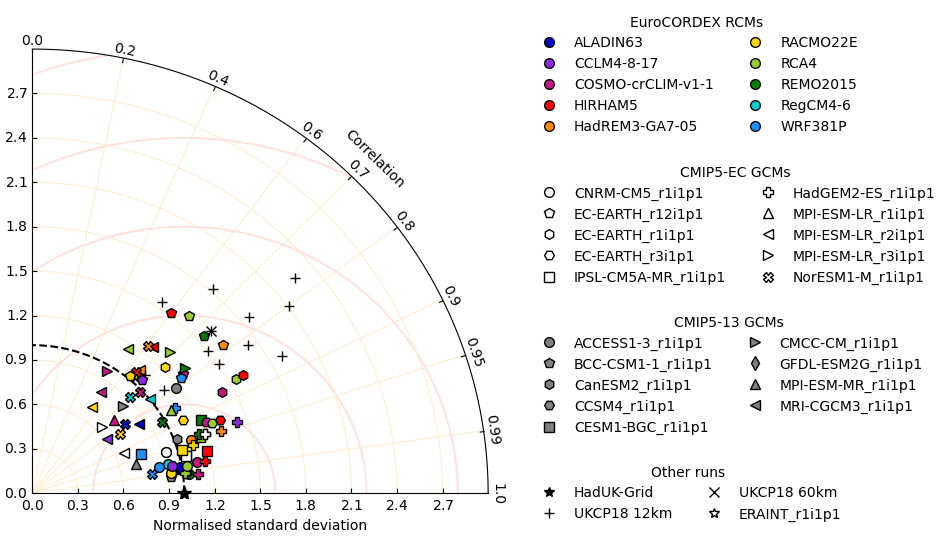 0.0
0.2
0.4
0.6
Correlation
0.7
0.8
0.9
0.95
0.99
1.0
2.7
2.4
2.1
1.8
1.5
1.2
0.9
0.6
0.3
0.0
0.0 0.3 0.6 0.9 1.2 1.5 1.8 2.1 2.4 2.7
Normalised standard deviation
EuroCORDEX RCMs
ALADIN63 RACMO22E
CCLM4-8-17 RCA4
COSMO-crCLIM-v1-1 REMO2015
HIRHAM5 RegCM4-6
HadREM3-GA7-05 WRF381P
CMIP5-EC GCMs
CNRM-CM5_r1i1p1 HadGEM2-ES_r1i1p1
EC-EARTH_r12i1p1 MPI-ESM-LR_r1i1p1
EC-EARTH_r1i1p1 MPI-ESM-LR_r2i1p1
EC-EARTH_r3i1p1 MPI-ESM-LR_r3i1p1
IPSL-CM5A-MR_r1i1p1 NorESM1-M_r1i1p1
CMIP5-13 GCMs
ACCESS1-3_r1i1p1 CMCC-CM_r1i1p1
BCC-CSM1-1_r1i1p1 GFDL-ESM2G_r1i1p1
CanESM2_r1i1p1 MPI-ESM-MR_r1i1p1
CCSM4_r1i1p1 MRI-CGCM3_r1i1p1
CESM1-BGC_r1i1p1
Other runs
HadUK-Grid UKCP18 60km
UKCP18 12km ERAINT_r1i1p1